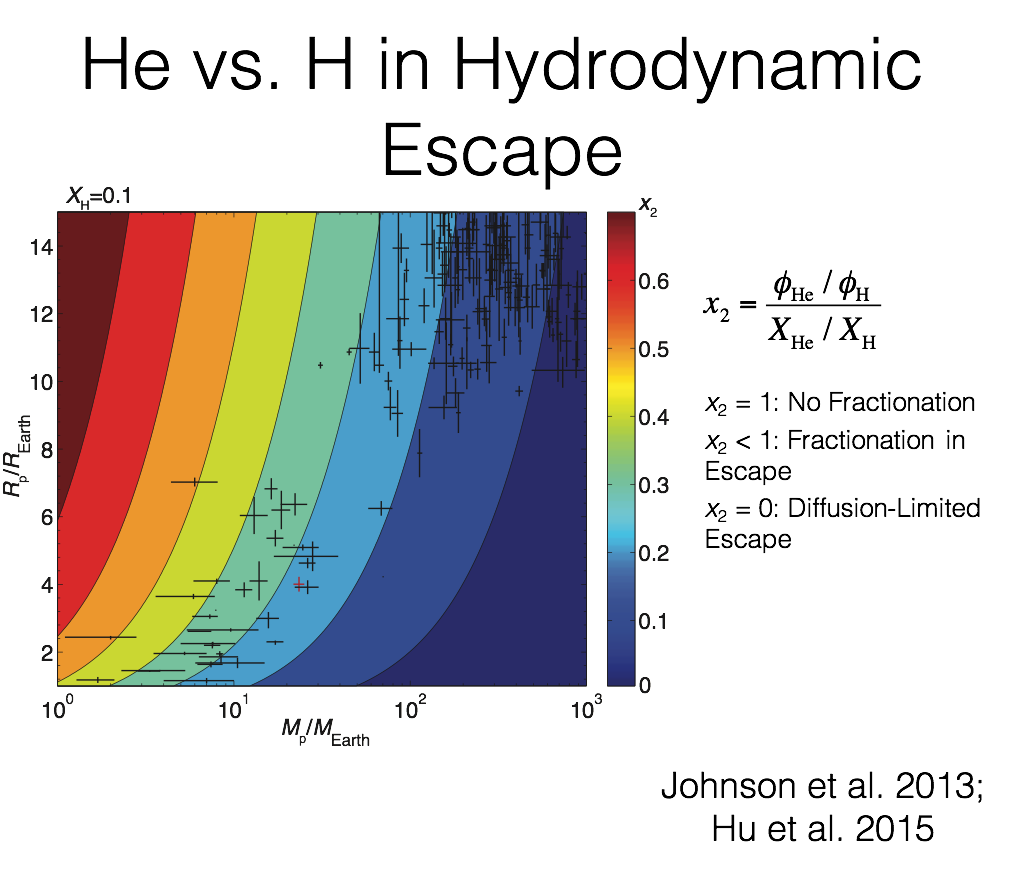 He vs. H in Hydrodynamic
Escape
X_H=0.1
x_2
14
12
10
8
6
4
2
R_p/R_Earth
10^0
10^1
10^2
10^3
M_p/M_Earth
0.6
0.5
0.4
0.3
0.2
0.1
0
x_2 = (ϕ_He / ϕ_H) / (X_He / X_H)
x_2 = 1: No Fractionation
x_2 < 1: Fractionation in
Escape
x_2 = 0: Diffusion-Limited
Escape
Johnson et al. 2013;
Hu et al. 2015